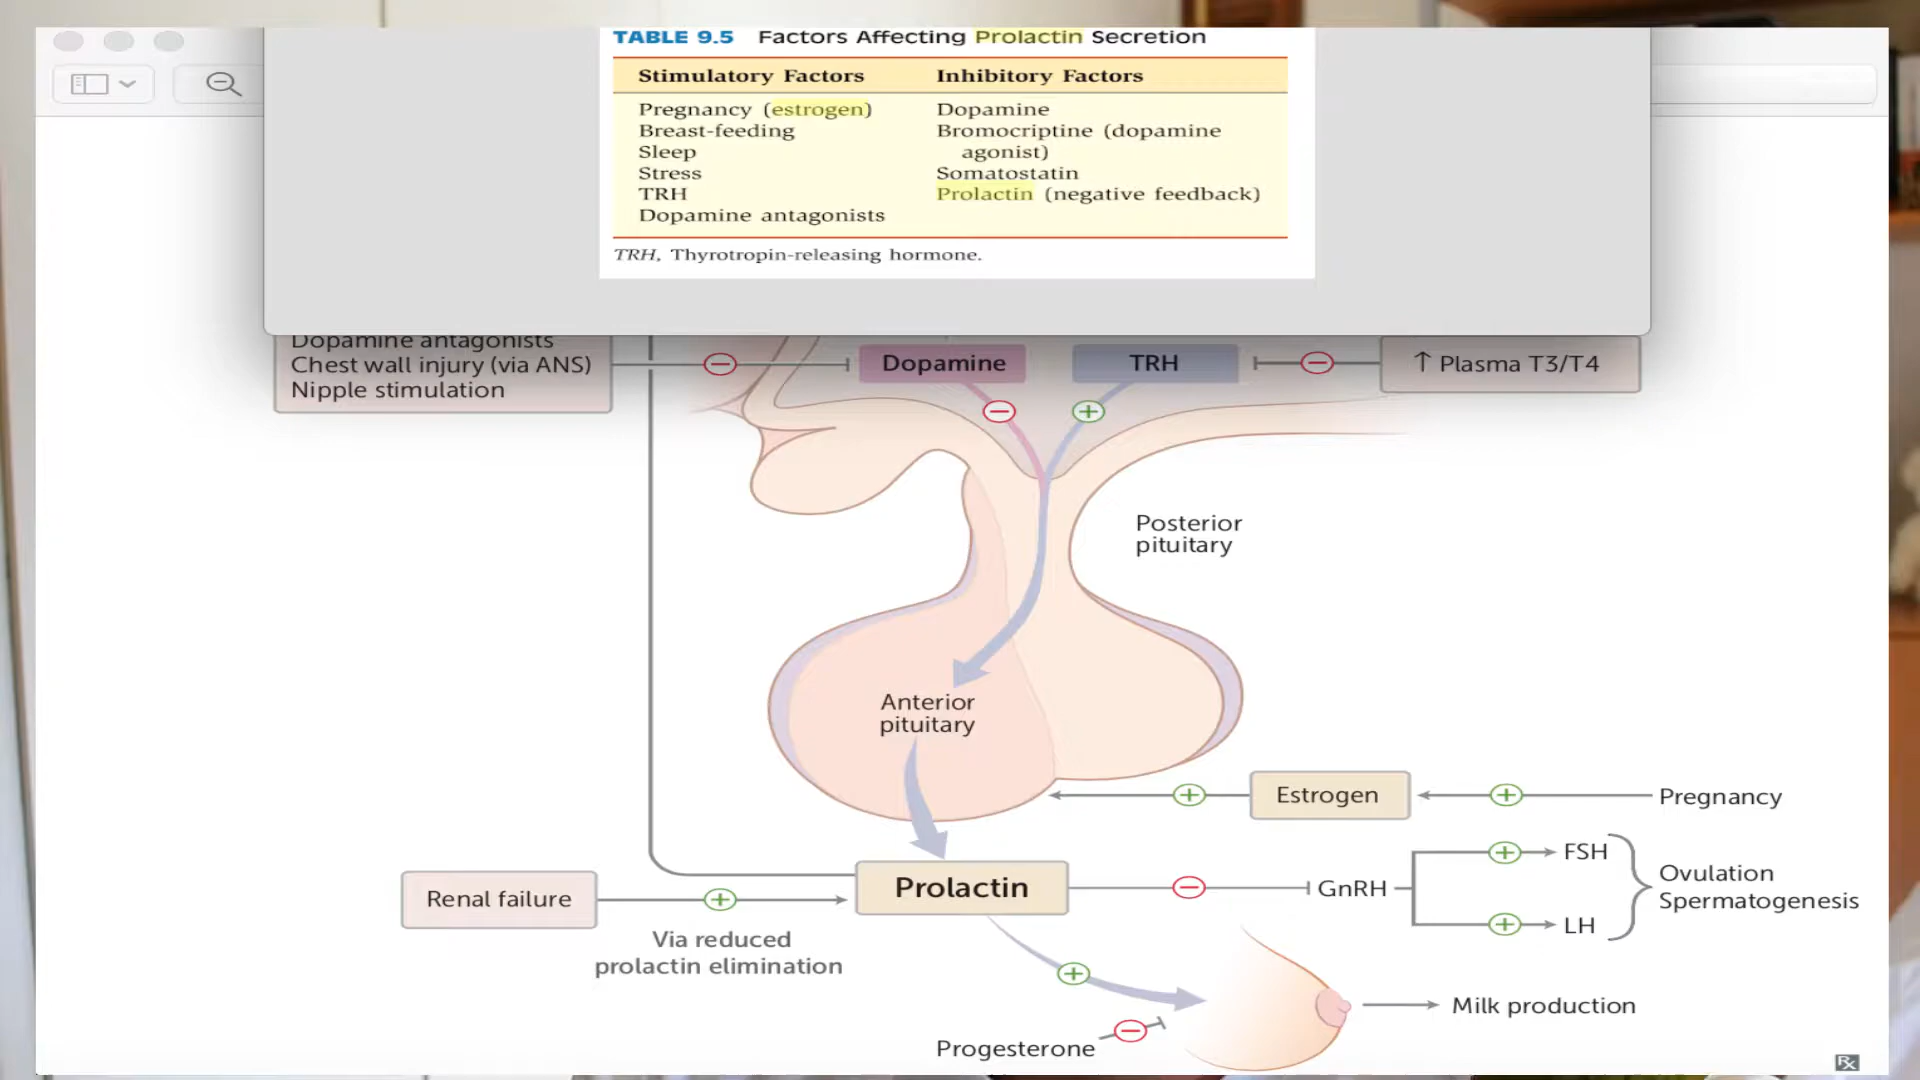 TABLE 9.5 Factors Affecting Prolactin Secretion
Stimulatory Factors Inhibitory Factors
Pregnancy (estrogen) Dopamine
Breast-feeding Bromocriptine (dopamine
Sleep agonist)
Stress Somatostatin
TRH Prolactin (negative feedback)
Dopamine antagonists
TRH, Thyrotropin-releasing hormone.
Dopamine antagonists
Chest wall injury (via ANS)
Nipple stimulation
Dopamine
TRH
↑ Plasma T3/T4
Posterior
pituitary
Anterior
pituitary
Estrogen
Pregnancy
Renal failure
Via reduced
prolactin elimination
Prolactin
GnRH
FSH
LH
Ovulation
Spermatogenesis
Milk production
Progesterone
Rx